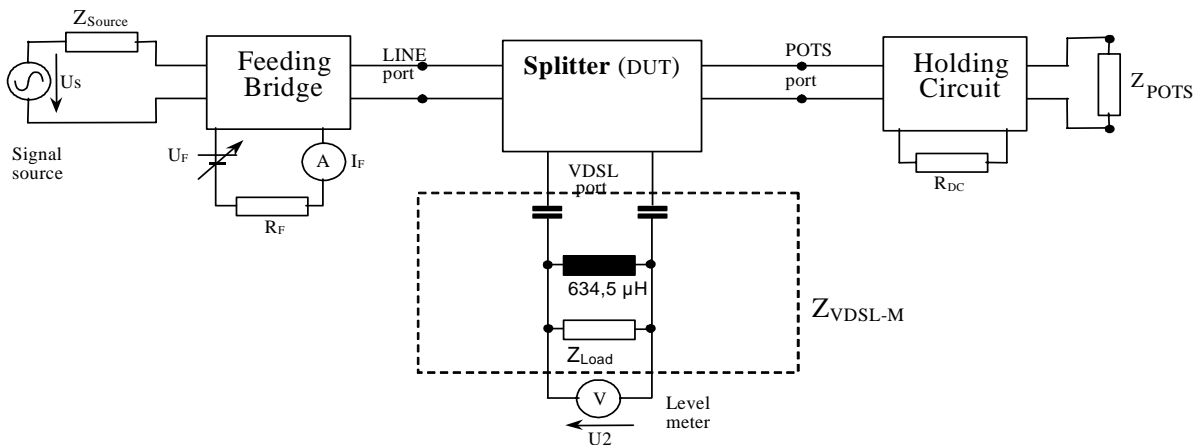 ZSource
Us
Signal
source
Feeding
Bridge
UF
A
IF
RF
LINE
port
Splitter (DUT)
POTS
port
Holding
Circuit
ZPOTS
RDC
VDSL
port
634,5 µH
ZLoad
ZVDSL-M
V
Level
meter
U2